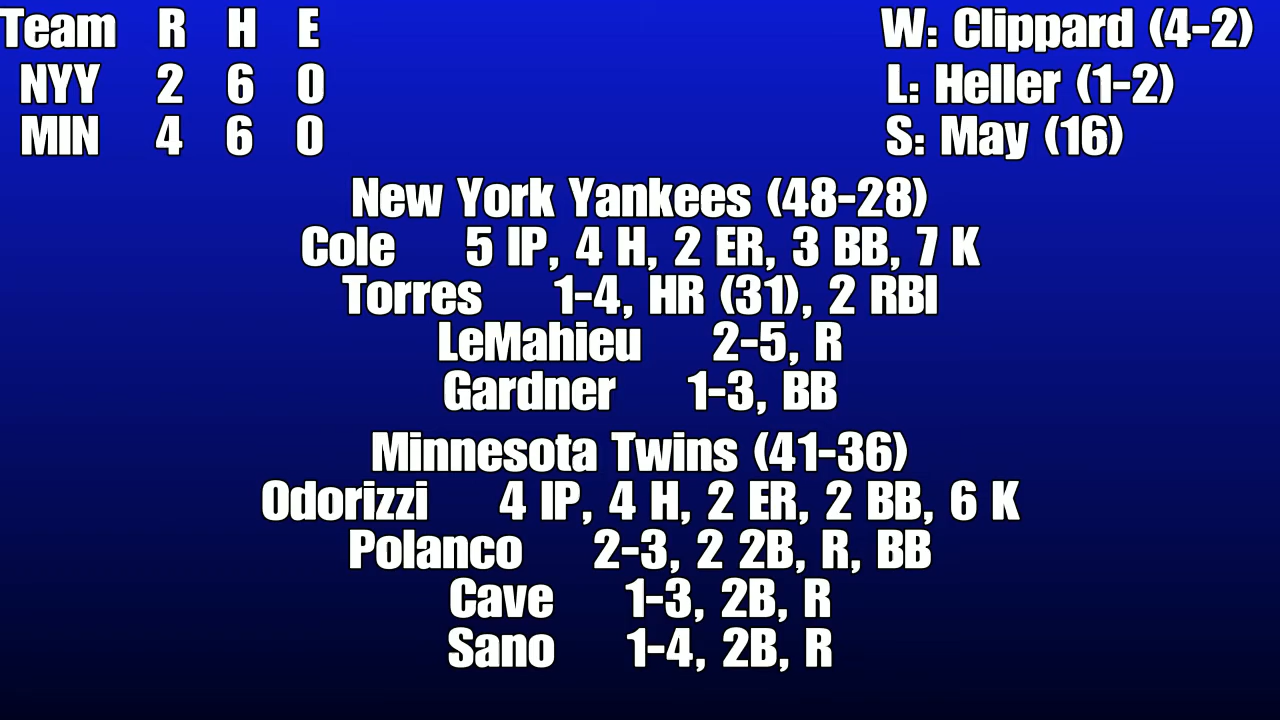 Team R H E
NYY 2 6 0
MIN 4 6 0
W: Clippard (4-2)
L: Heller (1-2)
S: May (16)
New York Yankees (48-28)
Cole 5 IP, 4 H, 2 ER, 3 BB, 7 K
Torres 1-4, HR (31), 2 RBI
LeMahieu 2-5, R
Gardner 1-3, BB
Minnesota Twins (41-36)
Odorizzi 4 IP, 4 H, 2 ER, 2 BB, 6 K
Polanco 2-3, 2 2B, R, BB
Cave 1-3, 2B, R
Sano 1-4, 2B, R